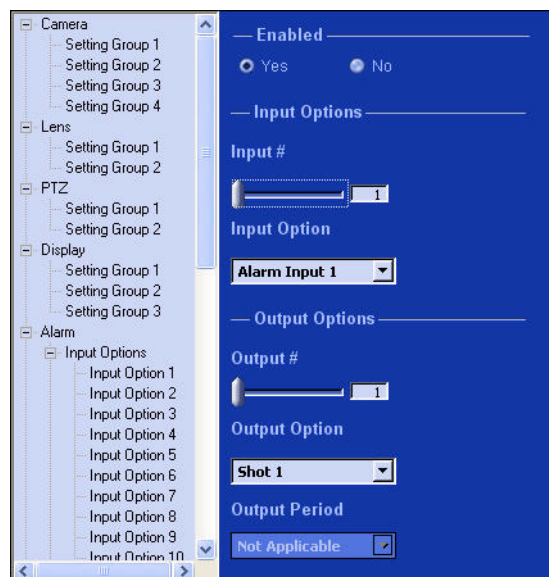 Camera
Setting Group 1
Setting Group 2
Setting Group 3
Setting Group 4
Lens
Setting Group 1
Setting Group 2
PTZ
Setting Group 1
Setting Group 2
Display
Setting Group 1
Setting Group 2
Setting Group 3
Alarm
Input Options
Input Option 1
Input Option 2
Input Option 3
Input Option 4
Input Option 5
Input Option 6
Input Option 7
Input Option 8
Input Option 9
Input Option 10
Enabled
Yes No
Input Options
Input #
1
Input Option
Alarm Input 1
Output Options
Output #
1
Output Option
Shot 1
Output Period
Not Applicable